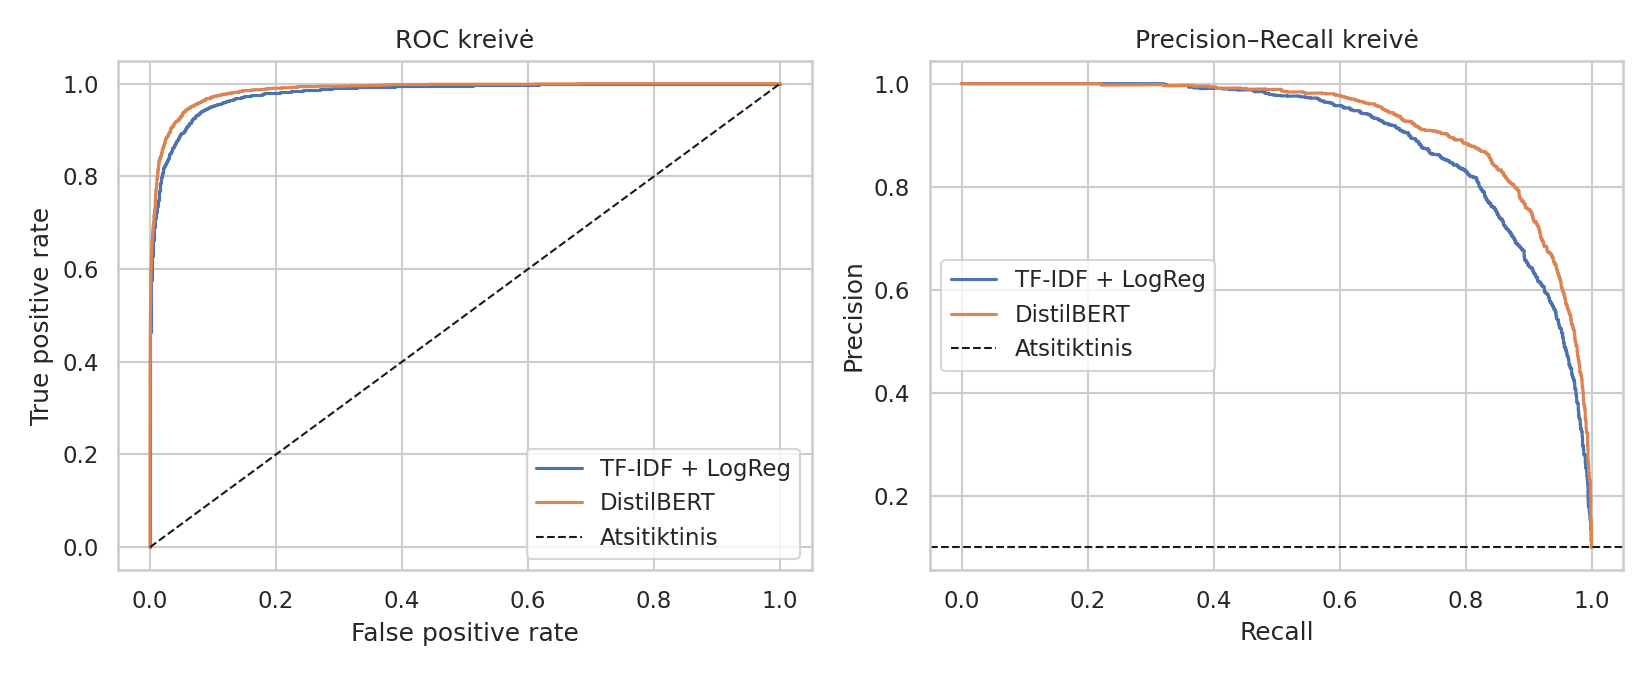 ROC kreivė
True positive rate
1.0
0.8
0.6
0.4
0.2
0.0
TF-IDF + LogReg
DistilBERT
Atsitiktinis
0.0 0.2 0.4 0.6 0.8 1.0
False positive rate
Precision–Recall kreivė
Precision
1.0
0.8
0.6
0.4
0.2
TF-IDF + LogReg
DistilBERT
Atsitiktinis
0.0 0.2 0.4 0.6 0.8 1.0
Recall